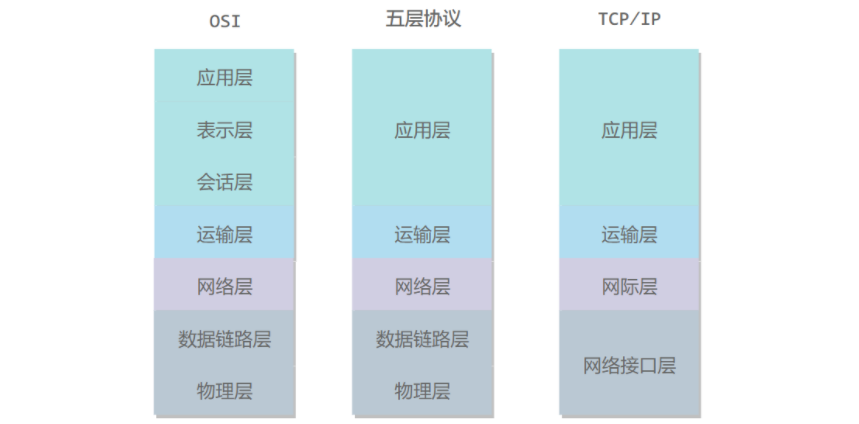 OSI
应用层
表示层
会话层
运输层
网络层
数据链路层
物理层
五层协议
应用层
运输层
网络层
数据链路层
物理层
TCP/IP
应用层
运输层
网际层
网络接口层